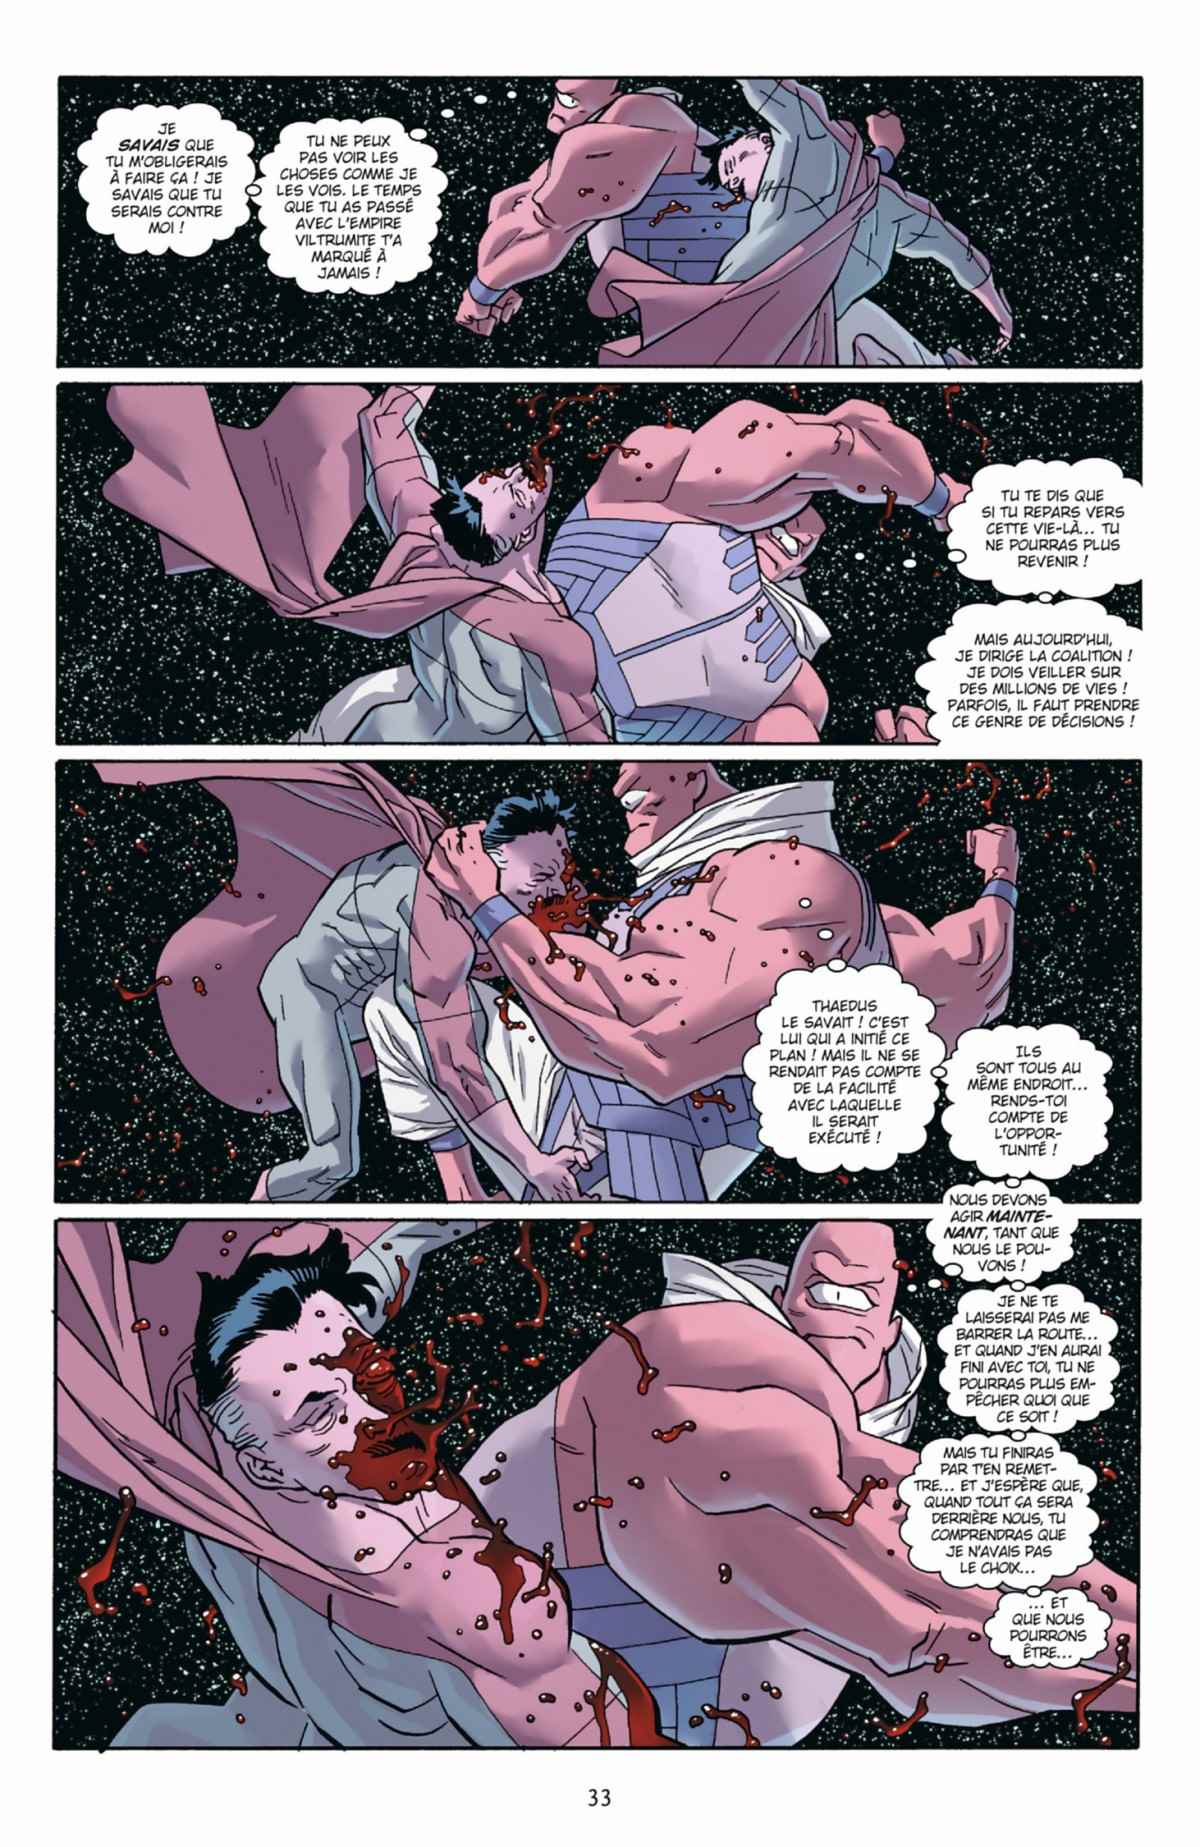 JE
SAVAIS QUE
TU M'OBLIGERAIS
À FAIRE ÇA ! JE
SAVAIS QUE TU
SERAIS CONTRE
MOI !
TU NE PEUX
PAS VOIR LES
CHOSES COMME JE
LES VOIS. LE TEMPS
QUE TU AS PASSÉ
AVEC L'EMPIRE
VILTRUMITE T'A
MARQUÉ À
JAMAIS !
TU TE DIS QUE
SI TU REPARS VERS
CETTE VIE-LÀ... TU
NE POURRAS PLUS
REVENIR !
MAIS AUJOURD'HUI,
JE DIRIGE LA COALITION !
JE DOIS VEILLER SUR
DES MILLIONS DE VIES !
PARFOIS, IL FAUT PRENDRE
CE GENRE DE DÉCISIONS !
THAEDUS
LE SAVAIT ! C'EST
LUI QUI A INITIÉ CE
PLAN ! MAIS IL NE SE
RENDAIT PAS COMPTE
DE LA FACILITÉ
AVEC LAQUELLE
IL SERAIT
EXÉCUTÉ !
ILS
SONT TOUS AU
MÊME ENDROIT...
RENDS-TOI
COMPTE DE
L'OPPOR-
TUNITÉ !
NOUS DEVONS
AGIR MAINTE-
NANT, TANT QUE
NOUS LE POU-
VONS !
JE NE TE
LAISSERAI PAS ME
BARRER LA ROUTE...
ET QUAND J'EN AURAI
FINI AVEC TOI, TU NE
POURRAS PLUS EM-
PÊCHER QUOI QUE
CE SOIT !
MAIS TU FINIRAS
PAR T'EN REMET-
TRE... ET J'ESPÈRE QUE,
QUAND TOUT ÇA SERA
DERRIÈRE NOUS, TU
COMPRENDRAS QUE
JE N'AVAIS PAS
LE CHOIX...
... ET
QUE NOUS
POURRONS
ÊTRE...
33